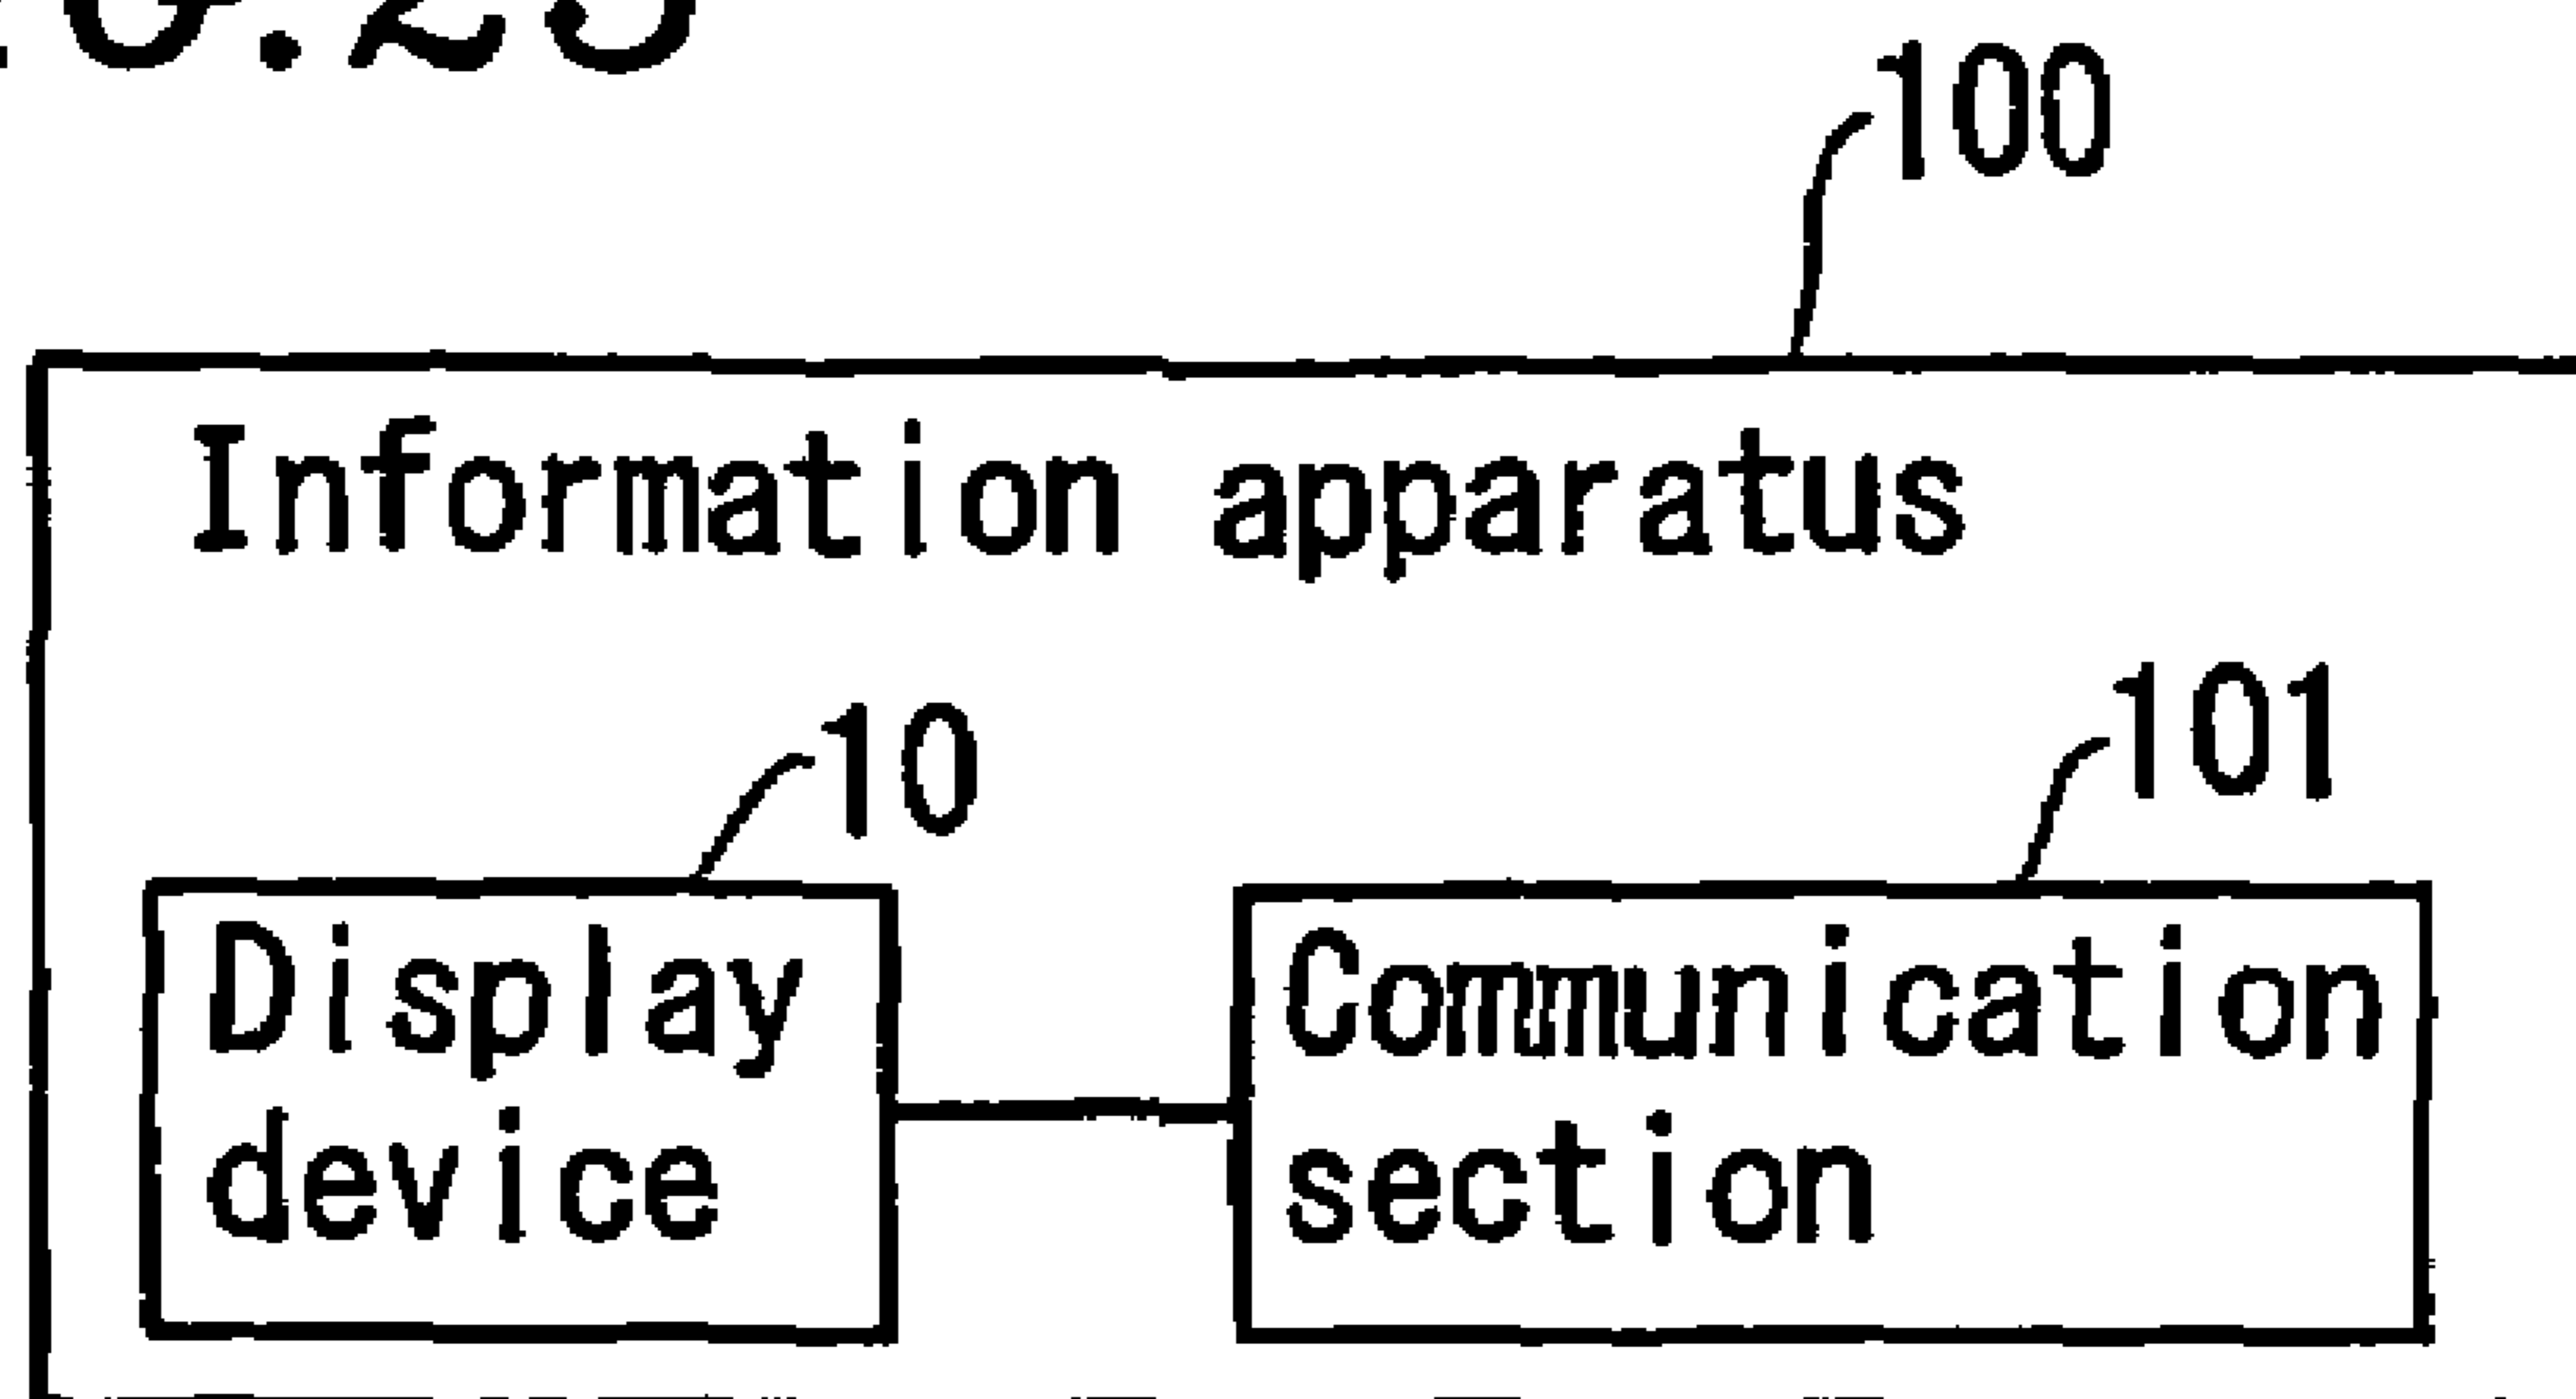 100
Information apparatus
10
101
Display
device
Communication
section